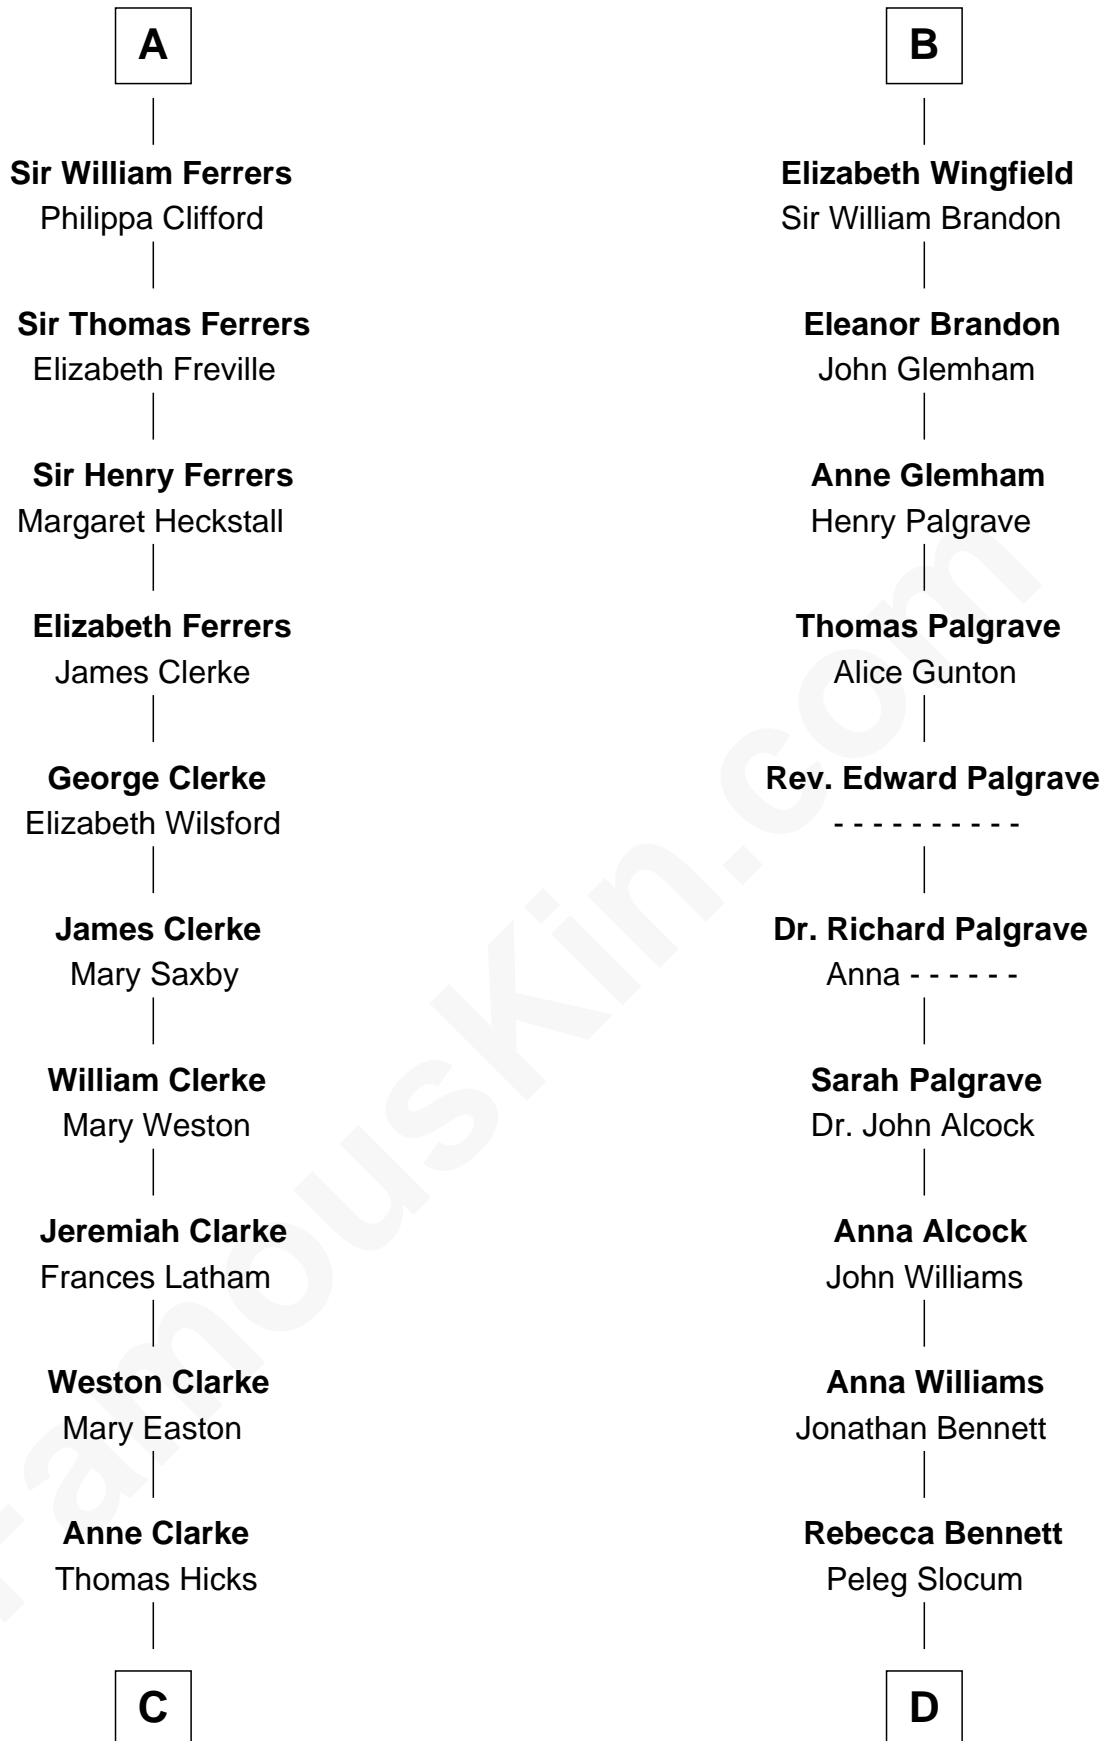 A
Sir William Ferrers
Philippa Clifford
Sir Thomas Ferrers
Elizabeth Freville
Sir Henry Ferrers
Margaret Heckstall
Elizabeth Ferrers
James Clerke
George Clerke
Elizabeth Wilsford
James Clerke
Mary Saxby
William Clerke
Mary Weston
Jeremiah Clarke
Frances Latham
Weston Clarke
Mary Easton
Anne Clarke
Thomas Hicks
C
B
Elizabeth Wingfield
Sir William Brandon
Eleanor Brandon
John Glemham
Anne Glemham
Henry Palgrave
Thomas Palgrave
Alice Gunton
Rev. Edward Palgrave
- - - - - - - - - -
Dr. Richard Palgrave
Anna - - - - - -
Sarah Palgrave
Dr. John Alcock
Anna Alcock
John Williams
Anna Williams
Jonathan Bennett
Rebecca Bennett
Peleg Slocum
D
FamousKin.com